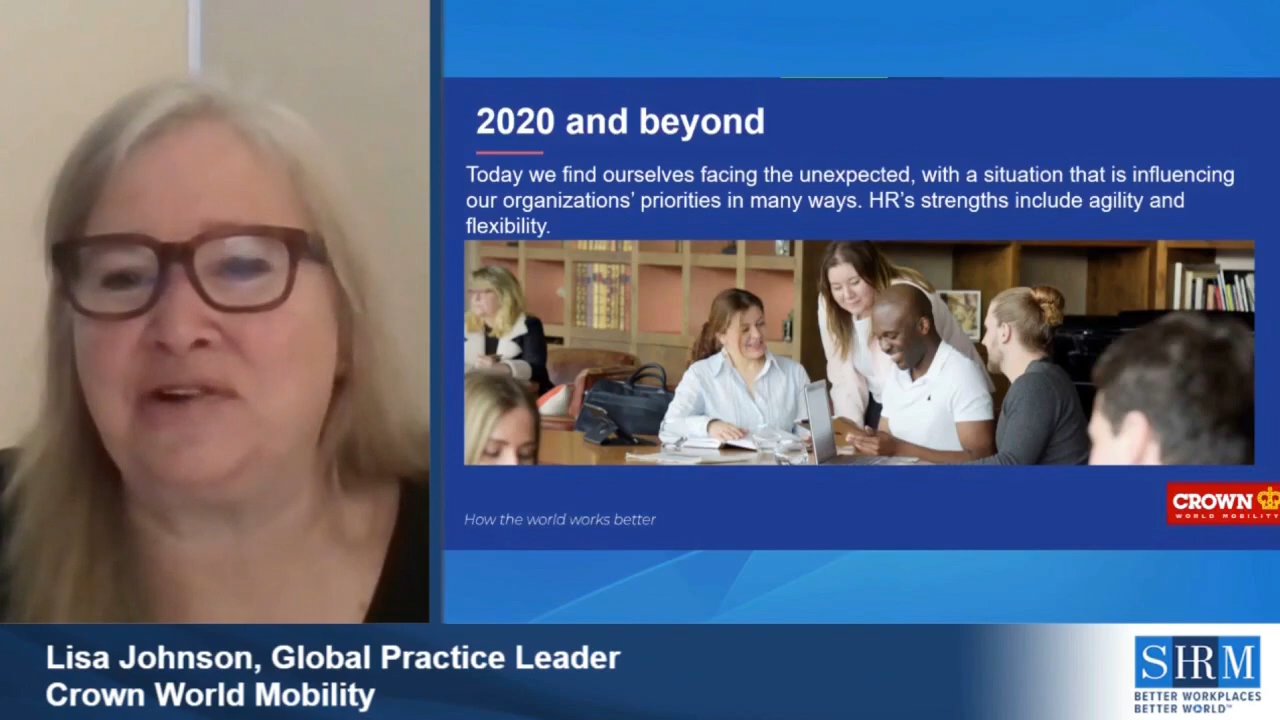 2020 and beyond
Today we find ourselves facing the unexpected, with a situation that is influencing
our organizations' priorities in many ways. HR's strengths include agility and
flexibility.
How the world works better
CROWN
WORLD MOBILITY
Lisa Johnson, Global Practice Leader
Crown World Mobility
SHRM
BETTER WORKPLACES
BETTER WORLD™